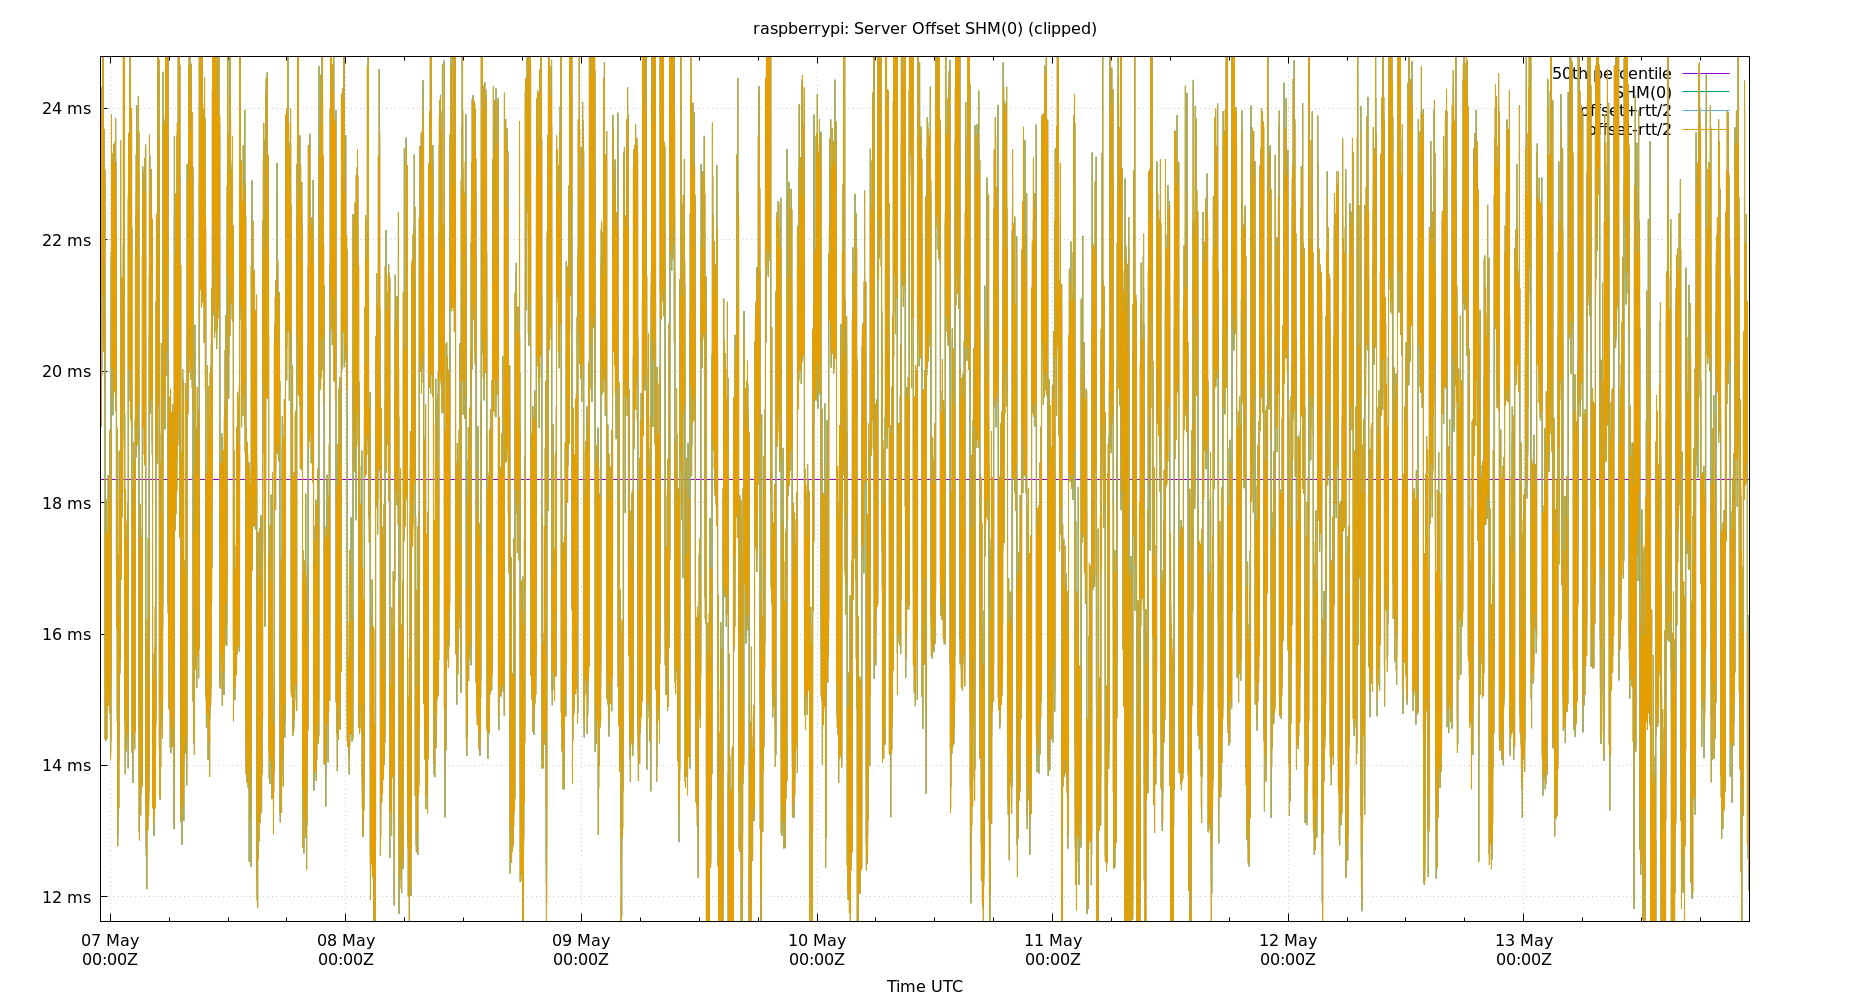 raspberrypi: Server Offset SHM(0) (clipped)
50th percentile
SHM(0)
offset+rtt/2
offset-rtt/2
24 ms
22 ms
20 ms
18 ms
16 ms
14 ms
12 ms
07 May 08 May 09 May 10 May 11 May 12 May 13 May
00:00Z 00:00Z 00:00Z 00:00Z 00:00Z 00:00Z 00:00Z
Time UTC